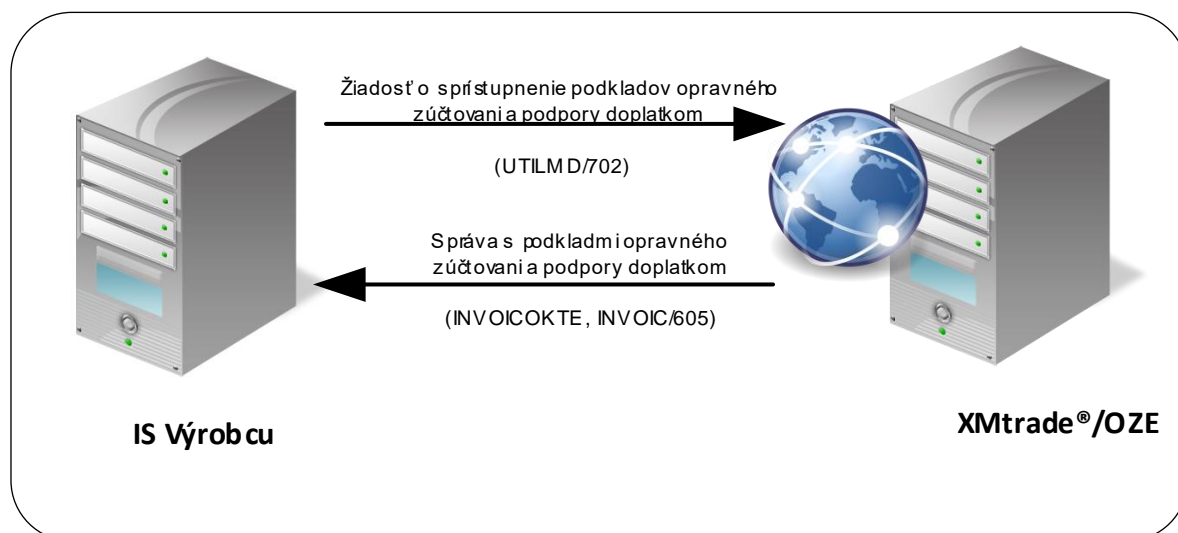 Žiadosť o sprístupnenie podkladov opravného
zúčtovania podpory doplatkom
(UTILMD/702)
Správa s podkladmi opravného
zúčtovania podpory doplatkom
(INVOICOKTE, INVOIC/605)
IS Výrobcu
XMtrade®/OZE